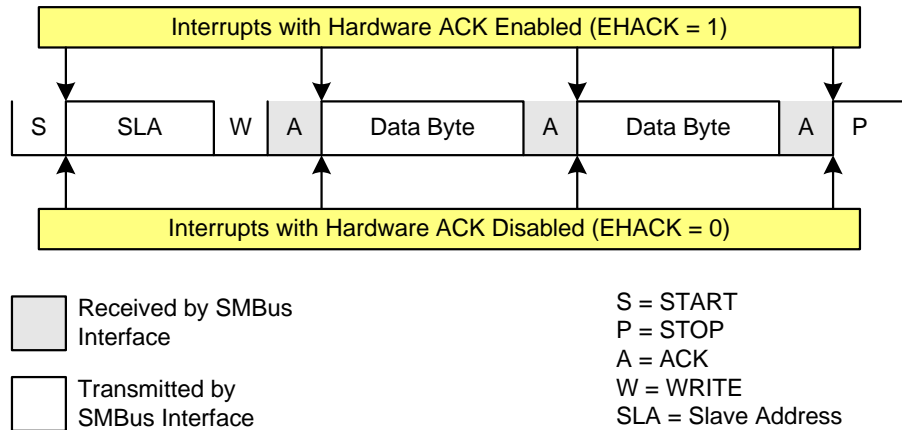 Interrupts with Hardware ACK Enabled (EHACK = 1)
S SLA W A Data Byte A Data Byte A P
Interrupts with Hardware ACK Disabled (EHACK = 0)
Received by SMBus
Interface
Transmitted by
SMBus Interface
S = START
P = STOP
A = ACK
W = WRITE
SLA = Slave Address